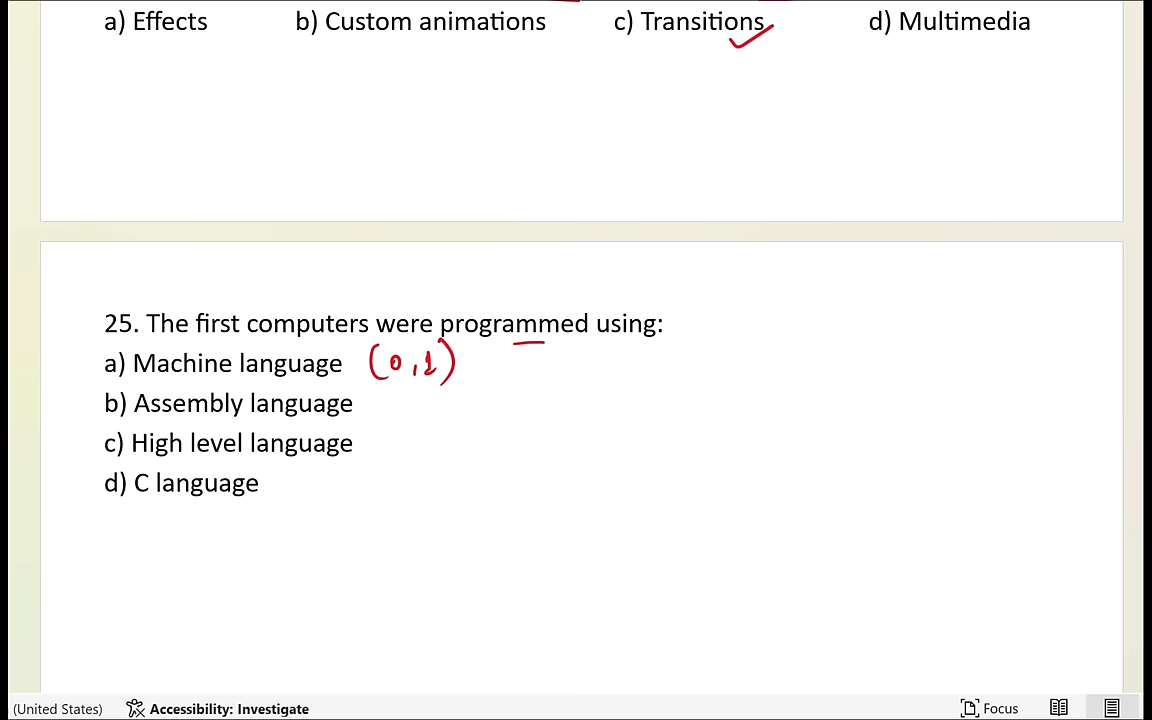 a) Effects b) Custom animations c) Transitions d) Multimedia
25. The first computers were programmed using:
a) Machine language (0,1)
b) Assembly language
c) High level language
d) C language
(United States) Accessibility: Investigate Focus